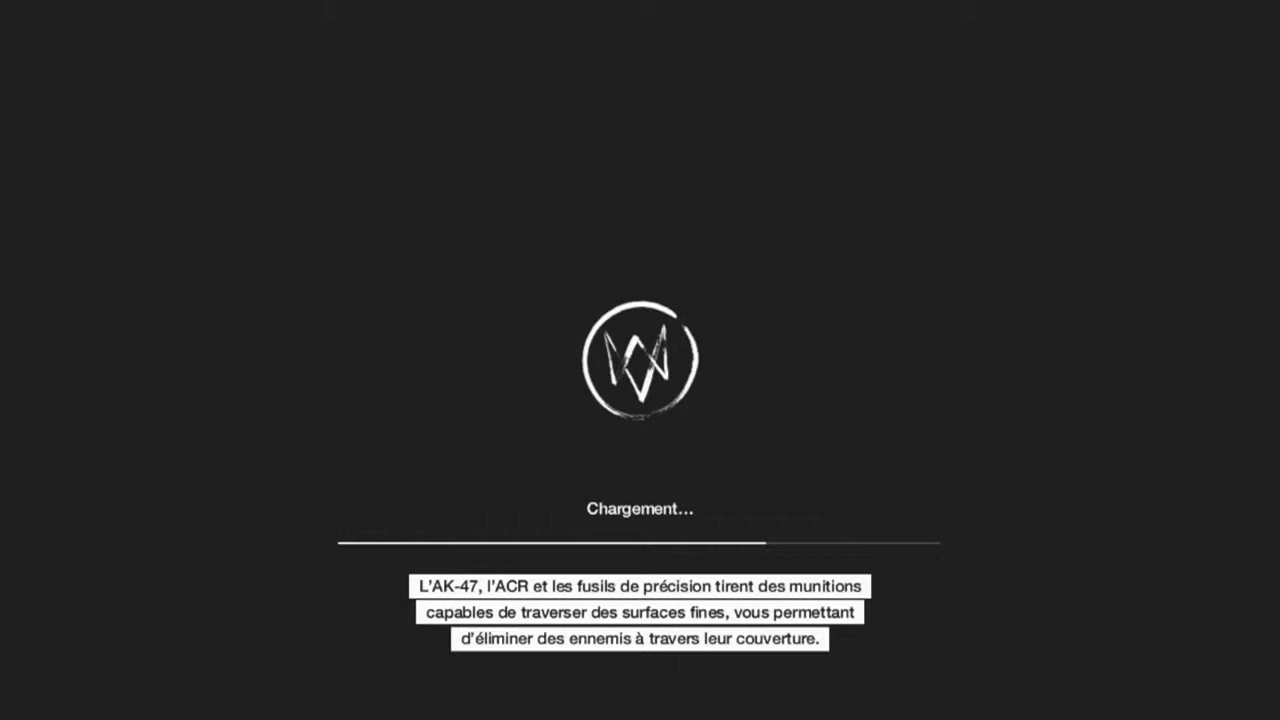 Chargement...
L'AK-47, l'ACR et les fusils de précision tirent des munitions
capables de traverser des surfaces fines, vous permettant
d'éliminer des ennemis à travers leur couverture.